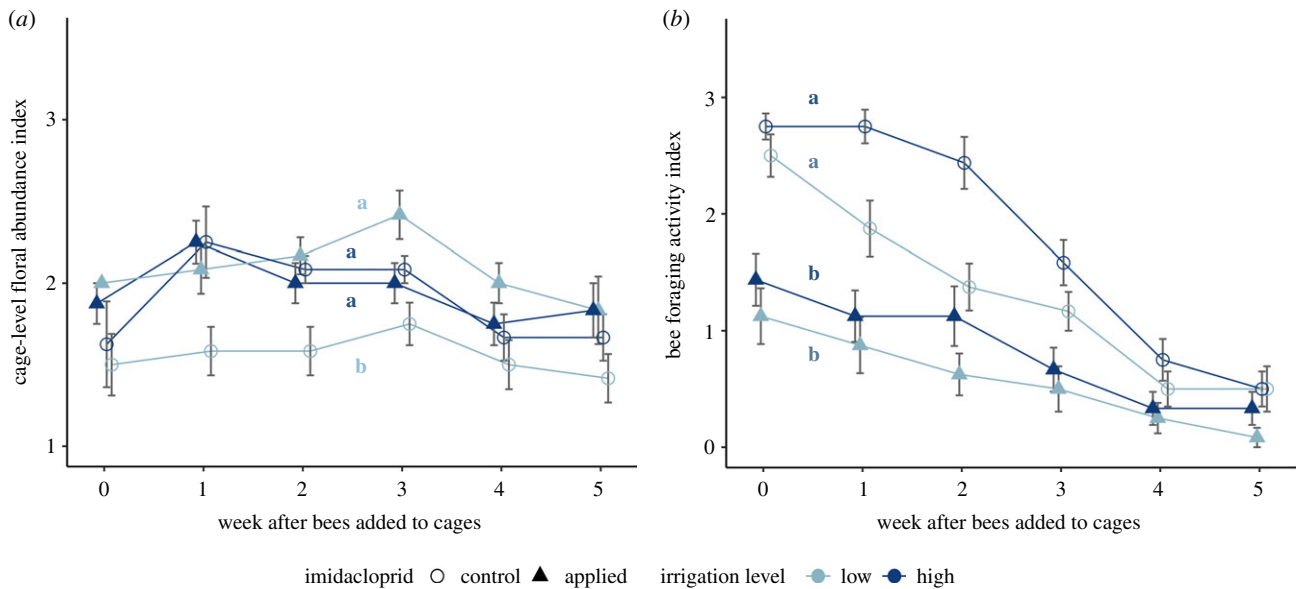 (a)
cage-level floral abundance index
3
2
1
a
a
a
b
0 1 2 3 4 5
week after bees added to cages
(b)
bee foraging activity index
3
2
1
0
a
a
b
b
0 1 2 3 4 5
week after bees added to cages
imidacloprid control applied irrigation level low high